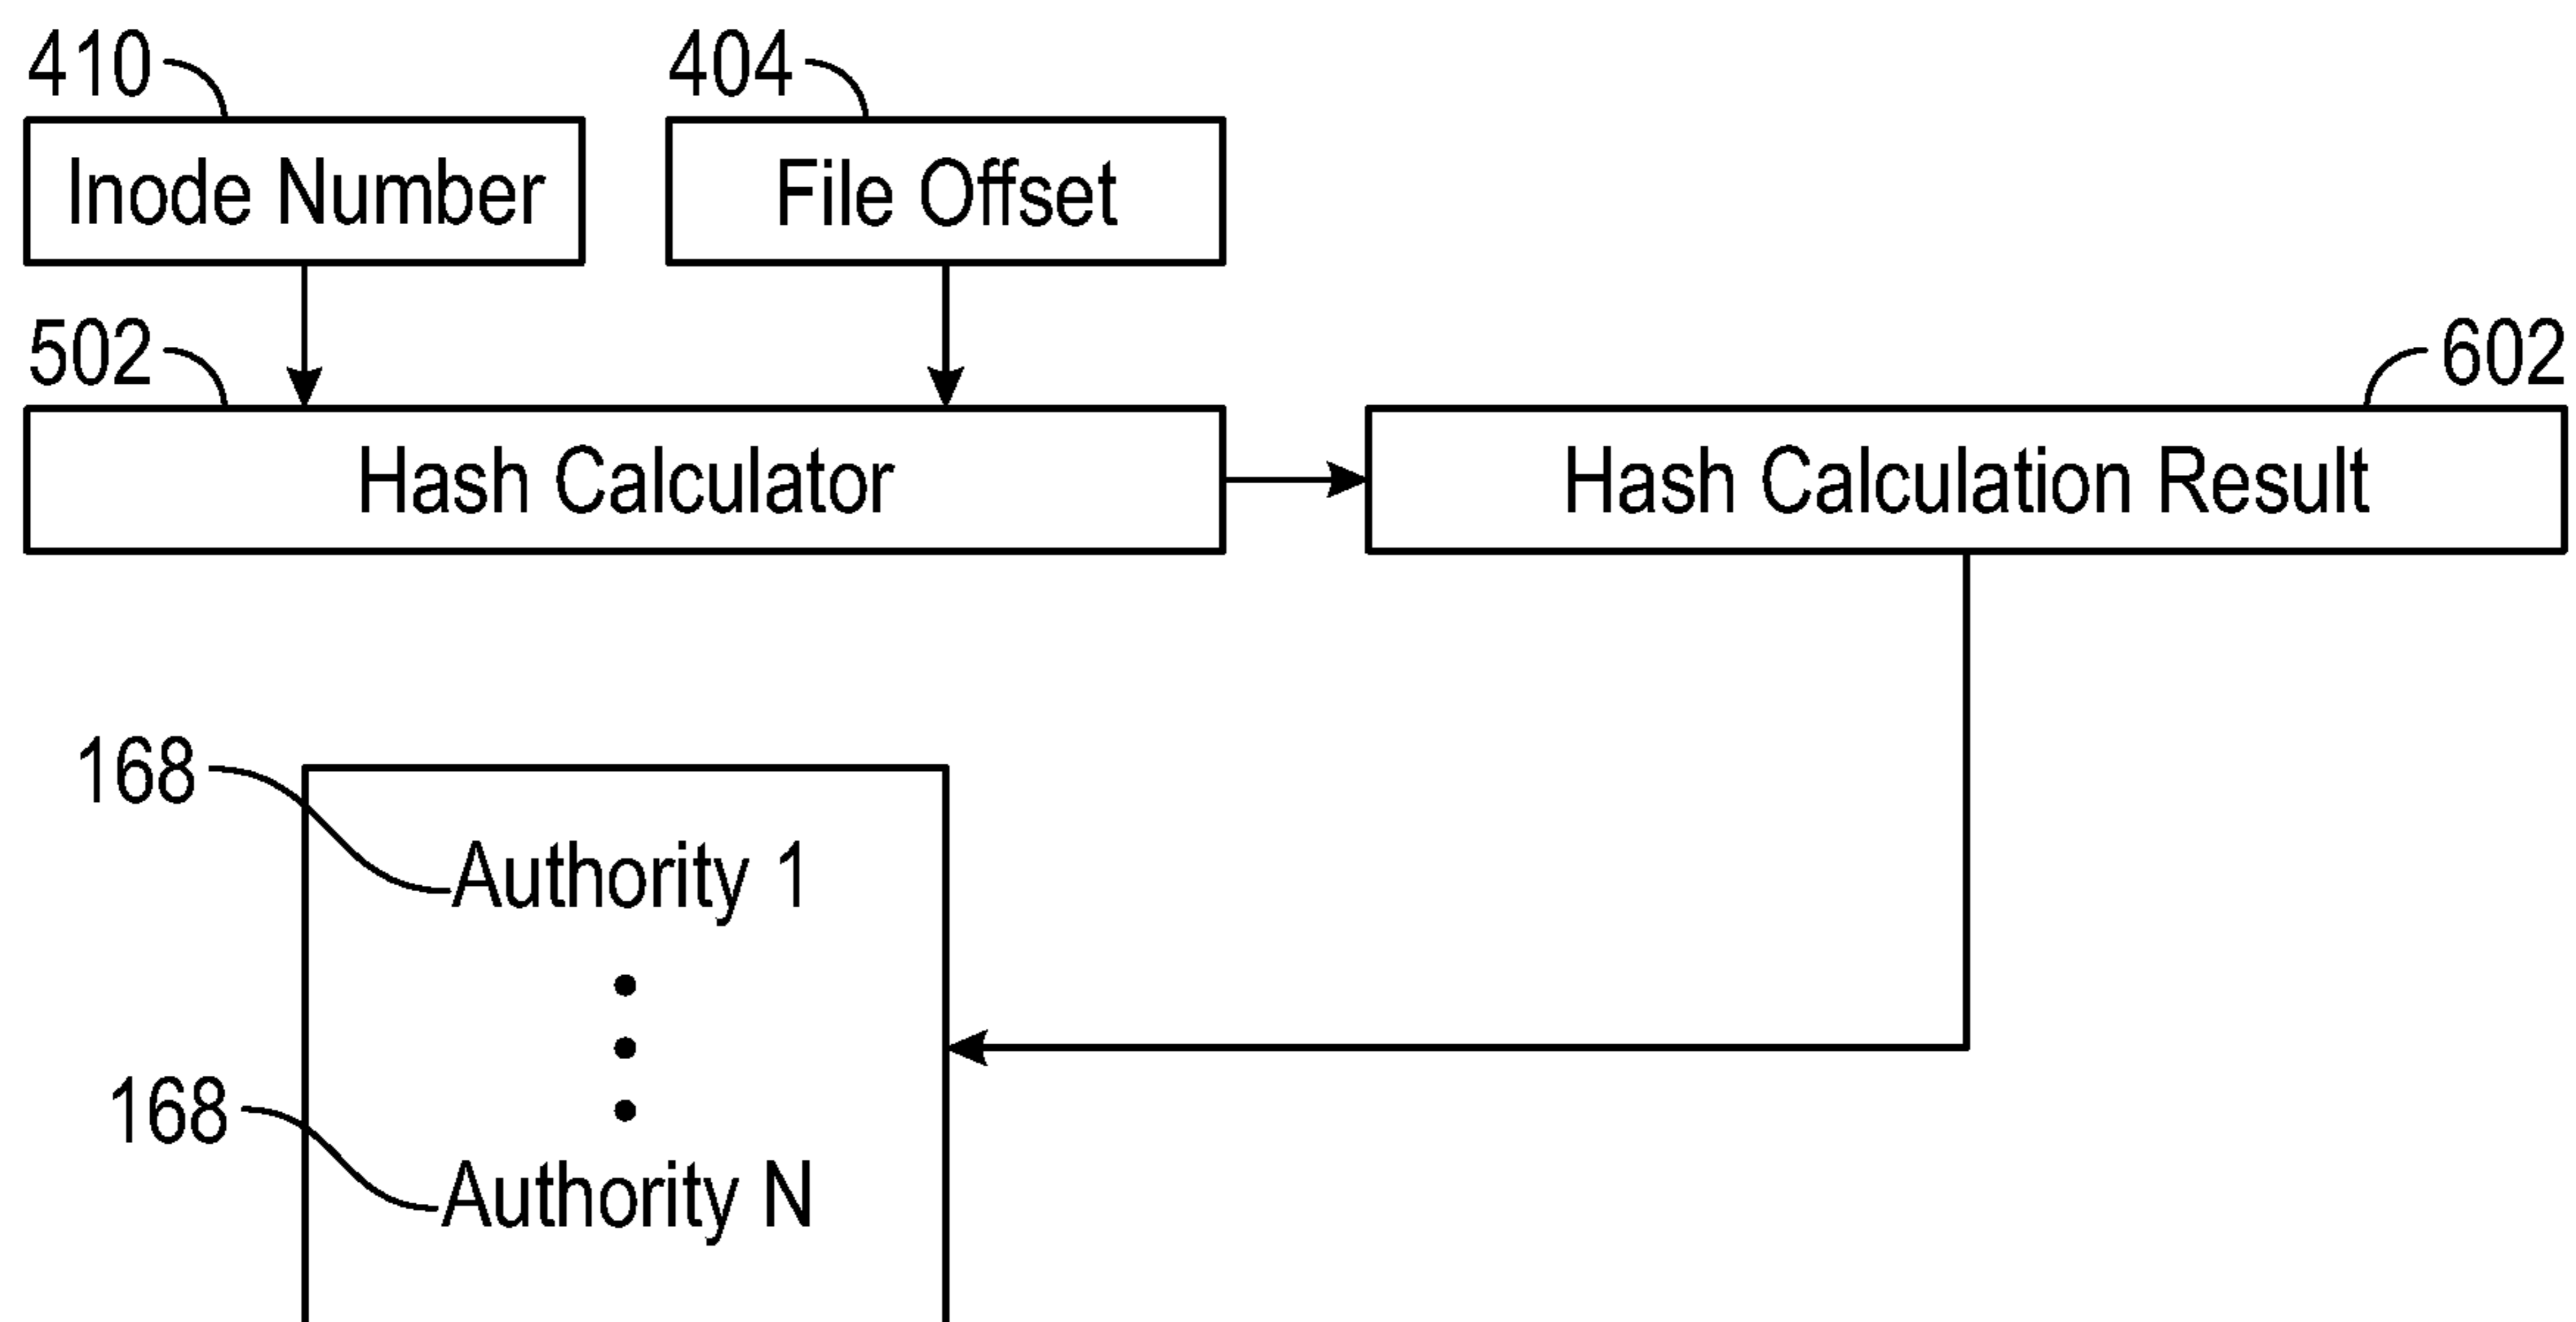 410
404
Inode Number
File Offset
502
602
Hash Calculator
Hash Calculation Result
168
Authority 1
168
Authority N